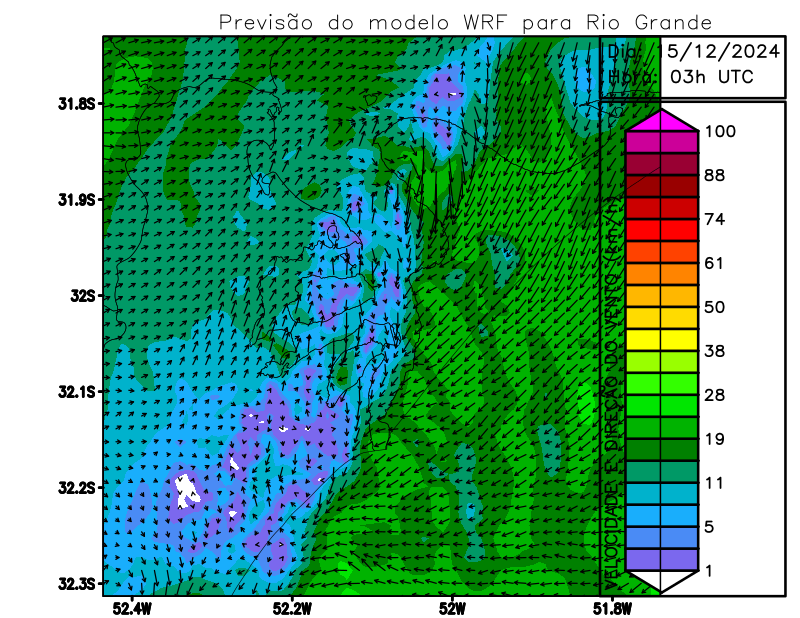 Previsão do modelo WRF para Rio Grande
Dia: 15/12/2024
Hora: 03h UTC
31.8S
31.9S
32S
32.1S
32.2S
32.3S
52.4W
52.2W
52W
51.8W
VELOCIDADE E DIREÇÃO DO VENTO (km/h)
100
88
74
61
50
38
28
19
11
5
1